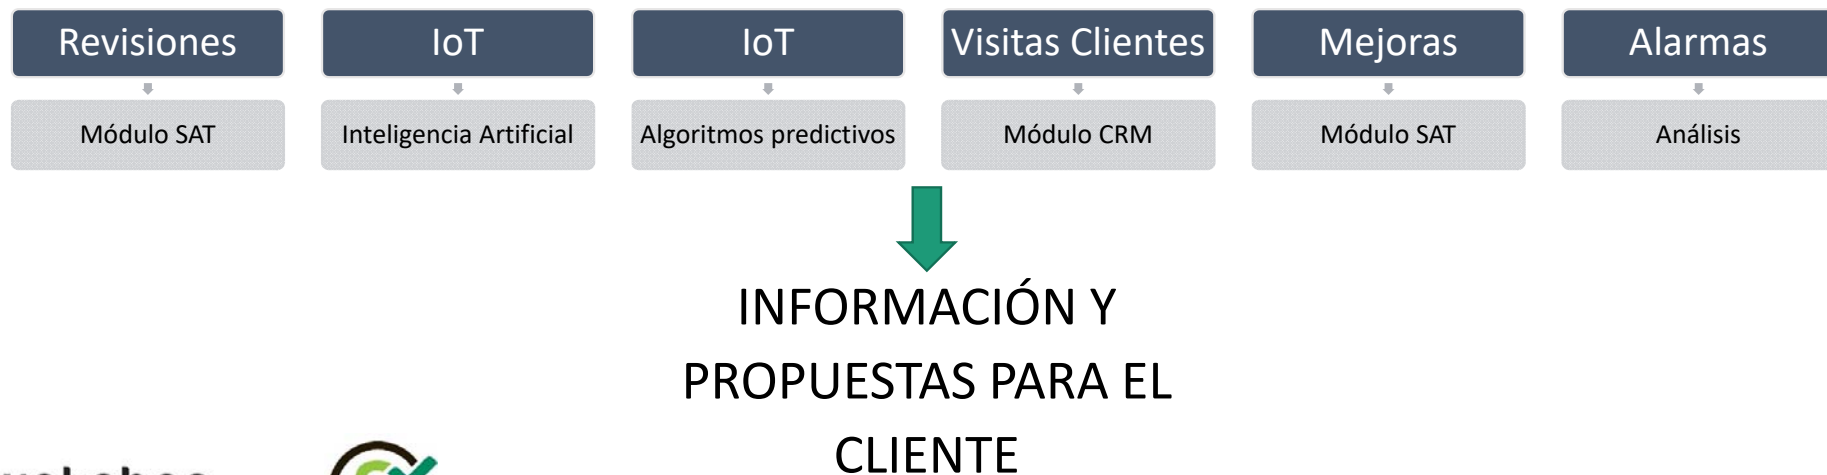 Revisiones
IoT
IoT
Visitas Clientes
Mejoras
Alarmas
Módulo SAT
Inteligencia Artificial
Algoritmos predictivos
Módulo CRM
Módulo SAT
Análisis
INFORMACIÓN Y
PROPUESTAS PARA EL
CLIENTE